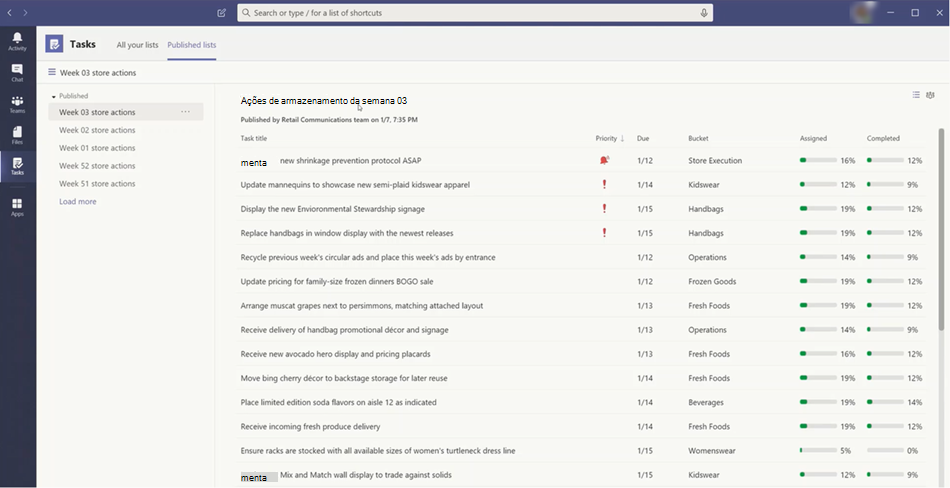 Search or type / for a list of shortcuts
Activity
Chat
Teams
Files
Tasks
Apps
Tasks All your lists Published lists
Week 03 store actions
Published
Week 03 store actions ...
Week 02 store actions
Week 01 store actions
Week 52 store actions
Week 51 store actions
Load more
Ações de armazenamento da semana 03
Published by Retail Communications team on 1/7, 7:35 PM
Task title Priority ↓ Due Bucket Assigned Completed
menta new shrinkage prevention protocol ASAP 1/12 Store Execution 16% 12%
Update mannequins to showcase new semi-plaid kidswear apparel ! 1/14 Kidswear 12% 9%
Display the new Environmental Stewardship signage ! 1/15 Handbags 19% 12%
Replace handbags in window display with the newest releases ! 1/15 Handbags 19% 12%
Recycle previous week's circular ads and place this week's ads by entrance 1/12 Operations 14% 9%
Update pricing for family-size frozen dinners BOGO sale 1/12 Frozen Goods 19% 12%
Arrange muscat grapes next to persimmons, matching attached layout 1/13 Fresh Foods 19% 12%
Receive delivery of handbag promotional décor and signage 1/13 Operations 14% 9%
Receive new avocado hero display and pricing placards 1/13 Fresh Foods 16% 12%
Move bing cherry décor to backstage storage for later reuse 1/14 Fresh Foods 19% 12%
Place limited edition soda flavors on aisle 12 as indicated 1/14 Beverages 19% 14%
Receive incoming fresh produce delivery 1/14 Fresh Foods 19% 12%
Ensure racks are stocked with all available sizes of women's turtleneck dress line 1/15 Womenswear 5% 0%
menta Mix and Match wall display to trade against solids 1/15 Kidswear 12% 9%